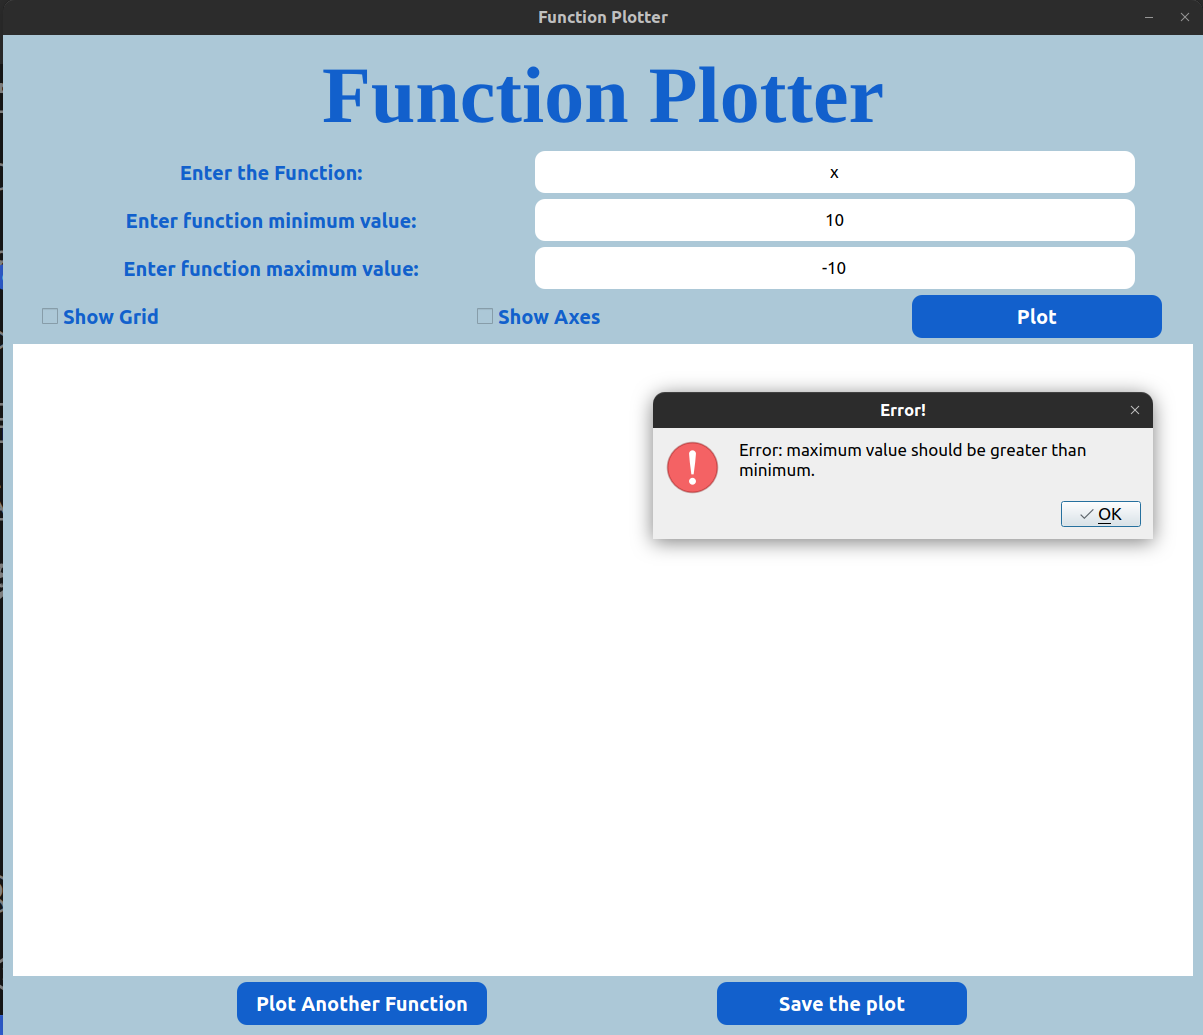 Function Plotter
Function Plotter
Enter the Function:
x
Enter function minimum value:
10
Enter function maximum value:
-10
Show Grid
Show Axes
Plot
Error!
Error: maximum value should be greater than
minimum.
OK
Plot Another Function
Save the plot